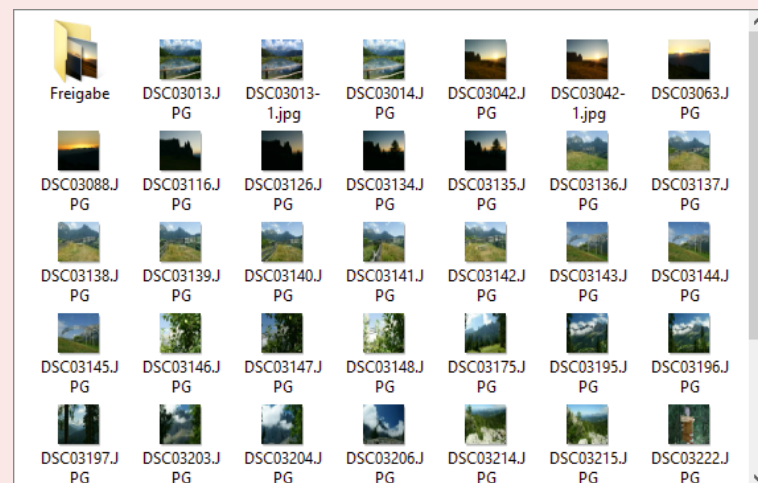 Freigabe DSC03013.J DSC03013- DSC03014.J DSC03042.J DSC03042- DSC03063.J
PG 1.jpg PG PG 1.jpg PG
DSC03088.J DSC03116.J DSC03126.J DSC03134.J DSC03135.J DSC03136.J DSC03137.J
PG PG PG PG PG PG PG
DSC03138.J DSC03139.J DSC03140.J DSC03141.J DSC03142.J DSC03143.J DSC03144.J
PG PG PG PG PG PG PG
DSC03145.J DSC03146.J DSC03147.J DSC03148.J DSC03175.J DSC03195.J DSC03196.J
PG PG PG PG PG PG PG
DSC03197.J DSC03203.J DSC03204.J DSC03206.J DSC03214.J DSC03215.J DSC03222.J
PG PG PG PG PG PG PG